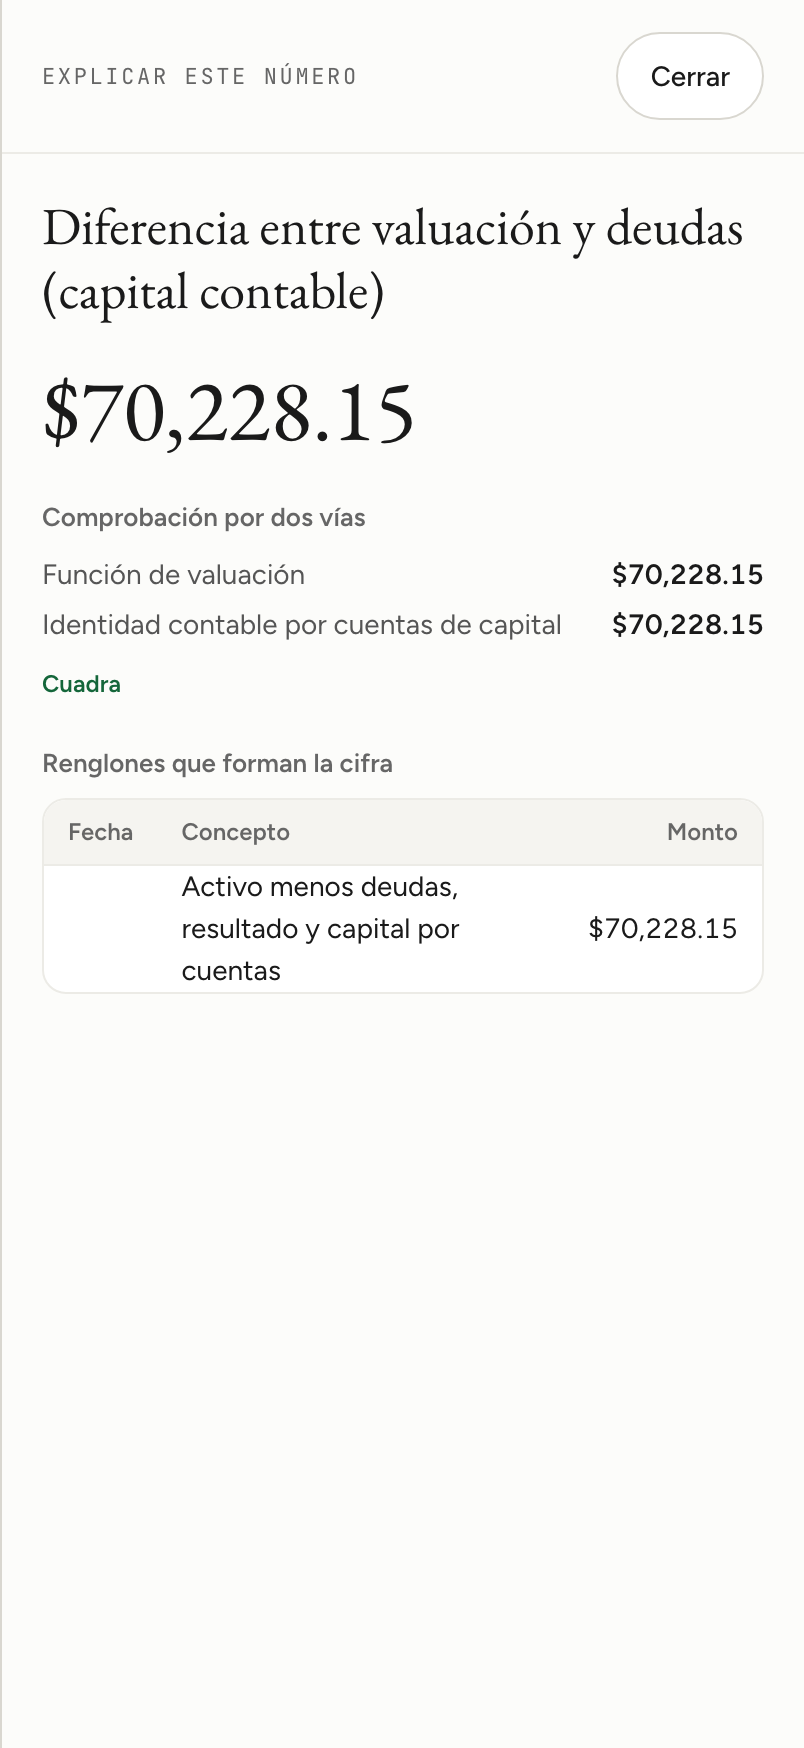 EXPLICAR ESTE NÚMERO
Cerrar
Diferencia entre valuación y deudas
(capital contable)
$70,228.15
Comprobación por dos vías
Función de valuación $70,228.15
Identidad contable por cuentas de capital $70,228.15
Cuadra
Renglones que forman la cifra
Fecha Concepto Monto
Activo menos deudas,
resultado y capital por $70,228.15
cuentas